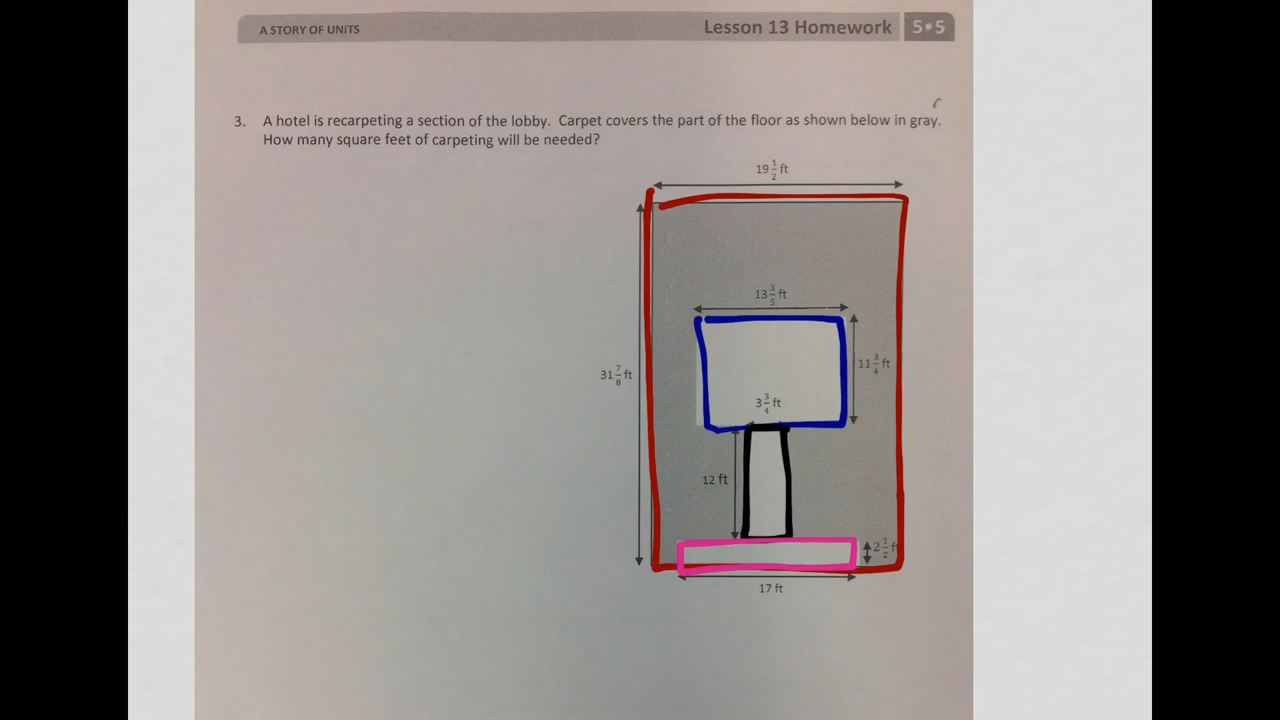 A STORY OF UNITS
Lesson 13 Homework 5•5
3. A hotel is recarpeting a section of the lobby. Carpet covers the part of the floor as shown below in gray.
How many square feet of carpeting will be needed?
19 1/2 ft
13 3/5 ft
11 3/4 ft
31 7/8 ft
3 3/4 ft
12 ft
2 1/2 f
17 ft